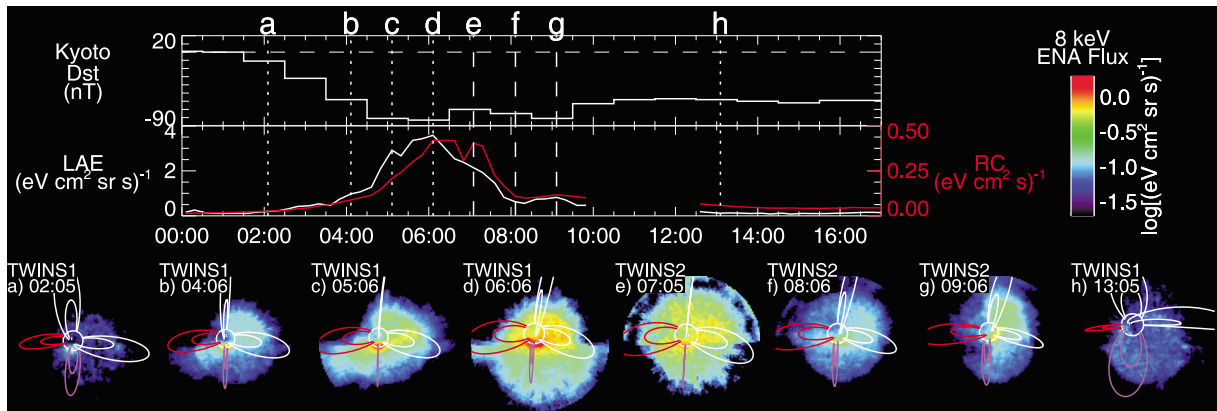 a b c d e f g h
20
Kyoto
Dst
(nT)
-90
8 keV
ENA Flux
0.0
-0.5
-1.0
-1.5
log[(eV cm² sr s)⁻¹]
4
2
0
LAE
(eV cm² sr s)⁻¹
0.50
0.25
0.00
RC
(eV cm² s)⁻¹
00:00 02:00 04:00 06:00 08:00 10:00 12:00 14:00 16:00
TWINS1
a) 02:05
TWINS1
b) 04:06
TWINS1
c) 05:06
TWINS1
d) 06:06
TWINS2
e) 07:05
TWINS2
f) 08:06
TWINS2
g) 09:06
TWINS1
h) 13:05